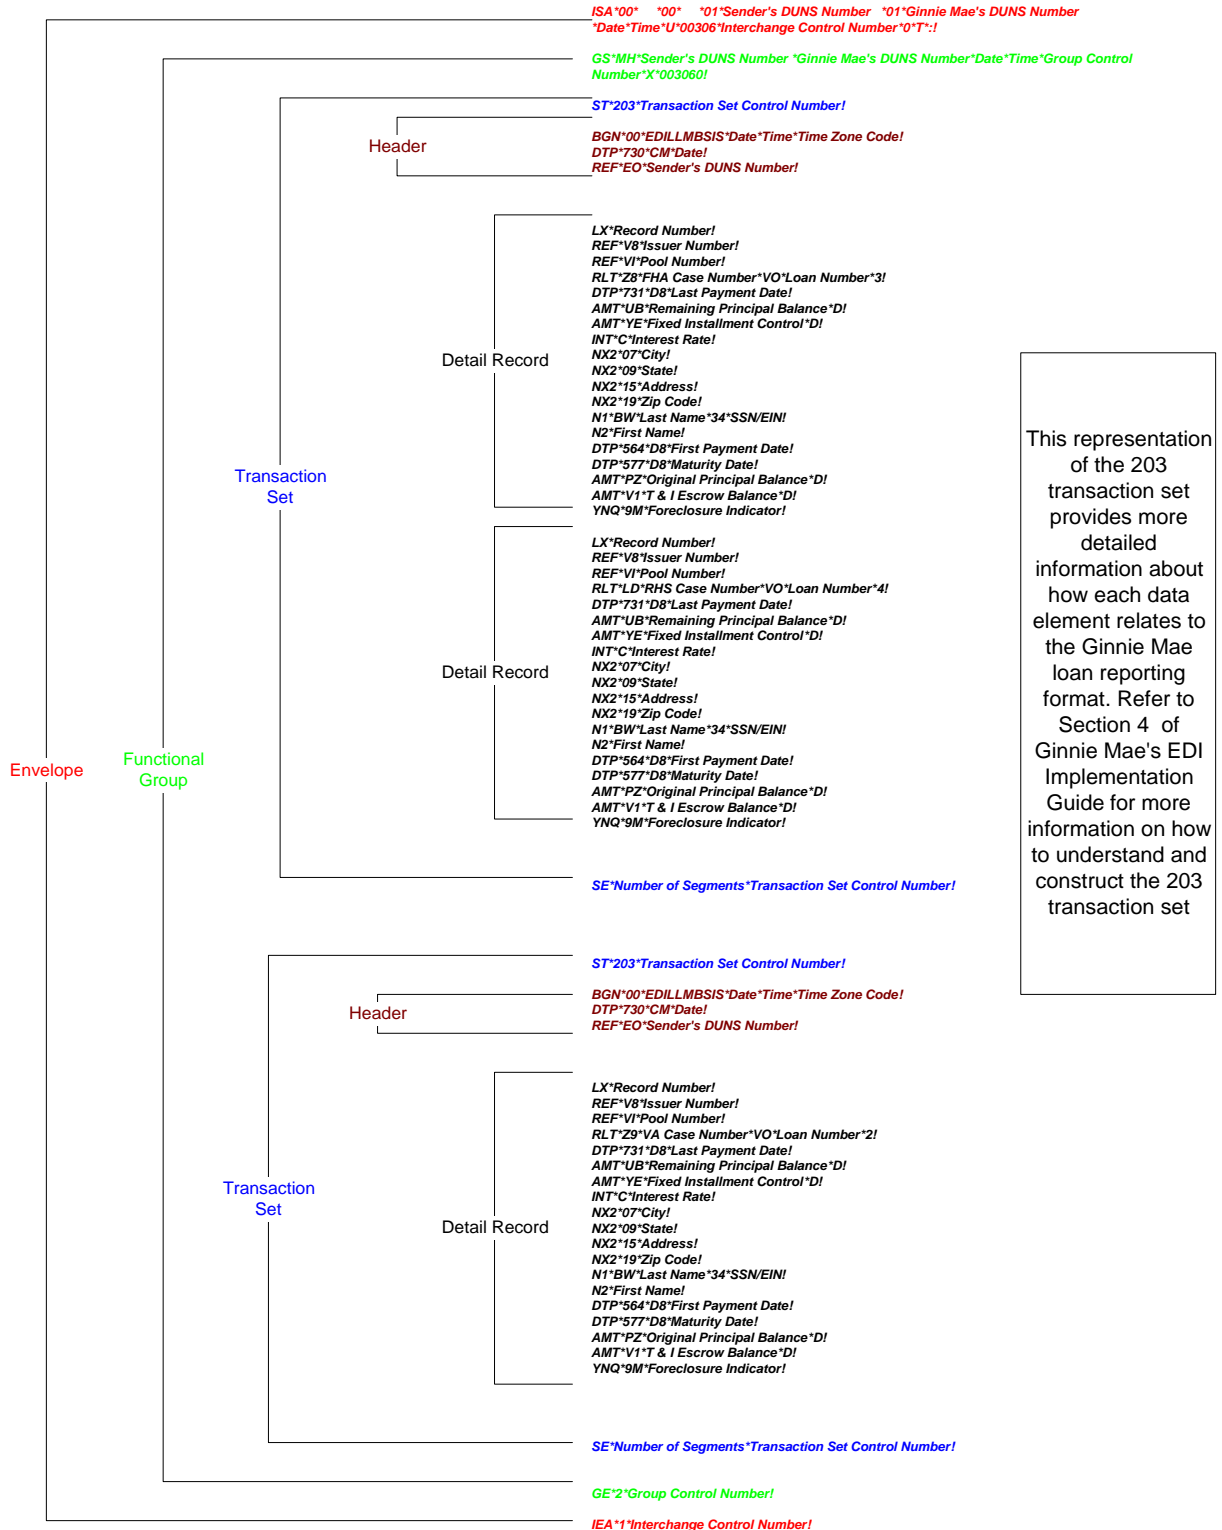 ISA*00*     *00*     *01*Sender's DUNS Number   *01*Ginnie Mae's DUNS Number
*Date*Time*U*00306*Interchange Control Number*0*T*:!
GS*MH*Sender's DUNS Number *Ginnie Mae's DUNS Number*Date*Time*Group Control
Number*X*003060!
ST*203*Transaction Set Control Number!
Header
BGN*00*EDILLMBSIS*Date*Time*Time Zone Code!
DTP*730*CM*Date!
REF*EO*Sender's DUNS Number!
LX*Record Number!
REF*V8*Issuer Number!
REF*VI*Pool Number!
RLT*Z8*FHA Case Number*VO*Loan Number*3!
DTP*731*D8*Last Payment Date!
AMT*UB*Remaining Principal Balance*D!
AMT*YE*Fixed Installment Control*D!
INT*C*Interest Rate!
Detail Record
NX2*07*City!
NX2*09*State!
NX2*15*Address!
NX2*19*Zip Code!
N1*BW*Last Name*34*SSN/EIN!
N2*First Name!
DTP*564*D8*First Payment Date!
DTP*577*D8*Maturity Date!
AMT*PZ*Original Principal Balance*D!
AMT*V1*T & I Escrow Balance*D!
YNQ*9M*Foreclosure Indicator!
Transaction
Set
LX*Record Number!
REF*V8*Issuer Number!
REF*VI*Pool Number!
RLT*LD*RHS Case Number*VO*Loan Number*4!
DTP*731*D8*Last Payment Date!
AMT*UB*Remaining Principal Balance*D!
AMT*YE*Fixed Installment Control*D!
INT*C*Interest Rate!
Detail Record
NX2*07*City!
NX2*09*State!
NX2*15*Address!
NX2*19*Zip Code!
N1*BW*Last Name*34*SSN/EIN!
N2*First Name!
DTP*564*D8*First Payment Date!
DTP*577*D8*Maturity Date!
AMT*PZ*Original Principal Balance*D!
AMT*V1*T & I Escrow Balance*D!
YNQ*9M*Foreclosure Indicator!
Envelope
Functional
Group
SE*Number of Segments*Transaction Set Control Number!
This representation
of the 203
transaction set
provides more
detailed
information about
how each data
element relates to
the Ginnie Mae
loan reporting
format. Refer to
Section 4  of
Ginnie Mae's EDI
Implementation
Guide for more
information on how
to understand and
construct the 203
transaction set
ST*203*Transaction Set Control Number!
Header
BGN*00*EDILLMBSIS*Date*Time*Time Zone Code!
DTP*730*CM*Date!
REF*EO*Sender's DUNS Number!
LX*Record Number!
REF*V8*Issuer Number!
REF*VI*Pool Number!
RLT*Z9*VA Case Number*VO*Loan Number*2!
DTP*731*D8*Last Payment Date!
AMT*UB*Remaining Principal Balance*D!
AMT*YE*Fixed Installment Control*D!
INT*C*Interest Rate!
Transaction
Set
Detail Record
NX2*07*City!
NX2*09*State!
NX2*15*Address!
NX2*19*Zip Code!
N1*BW*Last Name*34*SSN/EIN!
N2*First Name!
DTP*564*D8*First Payment Date!
DTP*577*D8*Maturity Date!
AMT*PZ*Original Principal Balance*D!
AMT*V1*T & I Escrow Balance*D!
YNQ*9M*Foreclosure Indicator!
SE*Number of Segments*Transaction Set Control Number!
GE*2*Group Control Number!
IEA*1*Interchange Control Number!